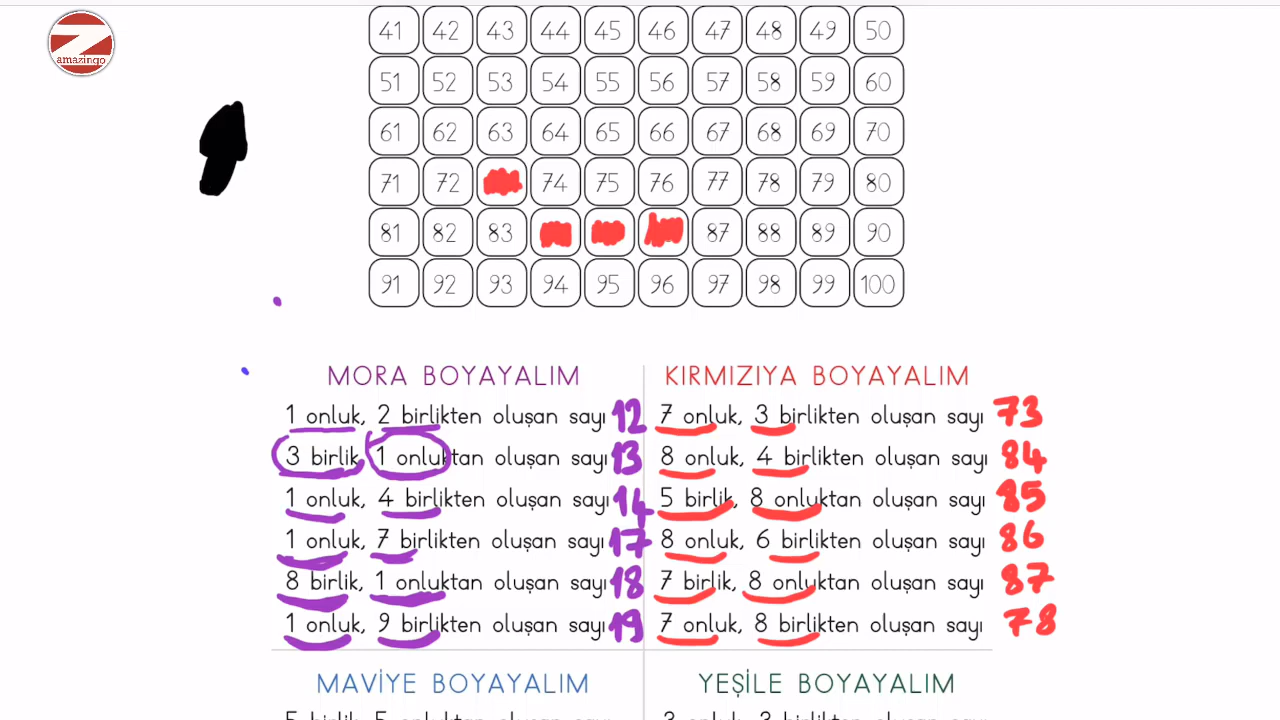 amazingo
41 42 43 44 45 46 47 48 49 50
51 52 53 54 55 56 57 58 59 60
61 62 63 64 65 66 67 68 69 70
71 72 74 75 76 77 78 79 80
81 82 83 87 88 89 90
91 92 93 94 95 96 97 98 99 100
MORA BOYAYALIM
1 onluk, 2 birlikten oluşan sayı 12
3 birlik, 1 onluktan oluşan sayı 13
1 onluk, 4 birlikten oluşan sayı 14
1 onluk, 7 birlikten oluşan sayı 17
8 birlik, 1 onluktan oluşan sayı 18
1 onluk, 9 birlikten oluşan sayı 19
KIRMIZIYA BOYAYALIM
7 onluk, 3 birlikten oluşan sayı 73
8 onluk, 4 birlikten oluşan sayı 84
5 birlik, 8 onluktan oluşan sayı 85
8 onluk, 6 birlikten oluşan sayı 86
7 birlik, 8 onluktan oluşan sayı 87
7 onluk, 8 birlikten oluşan sayı 78
MAVİYE BOYAYALIM
YEŞİLE BOYAYALIM